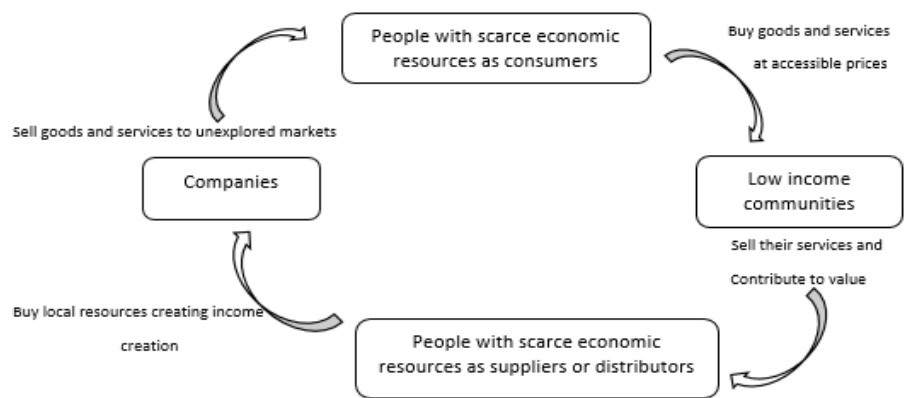 People with scarce economic
resources as consumers
Buy goods and services
at accessible prices
Sell goods and services to unexplored markets
Companies
Low income
communities
Sell their services and
Contribute to value
Buy local resources creating income
creation
People with scarce economic
resources as suppliers or distributors